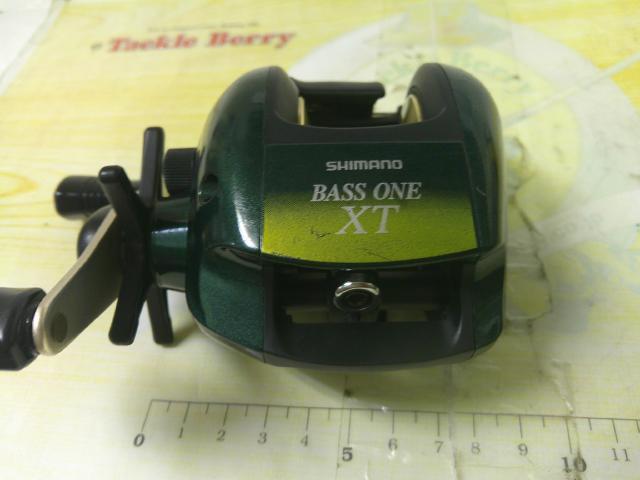 Tackle Berry
SHIMANO
BASS ONE
XT
0 1 2 3 4 5 6 7 8 9 10 11